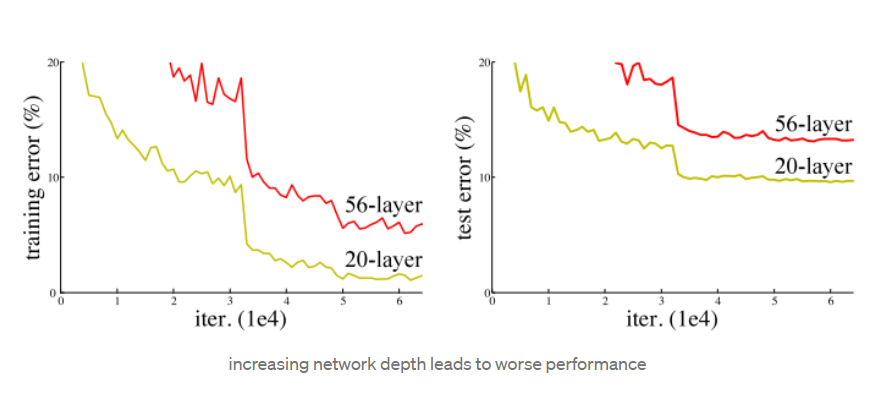 training error (%)
20
10
0
0 1 2 3 4 5 6
iter. (1e4)
56-layer
20-layer
test error (%)
20
10
0
0 1 2 3 4 5 6
iter. (1e4)
56-layer
20-layer
increasing network depth leads to worse performance